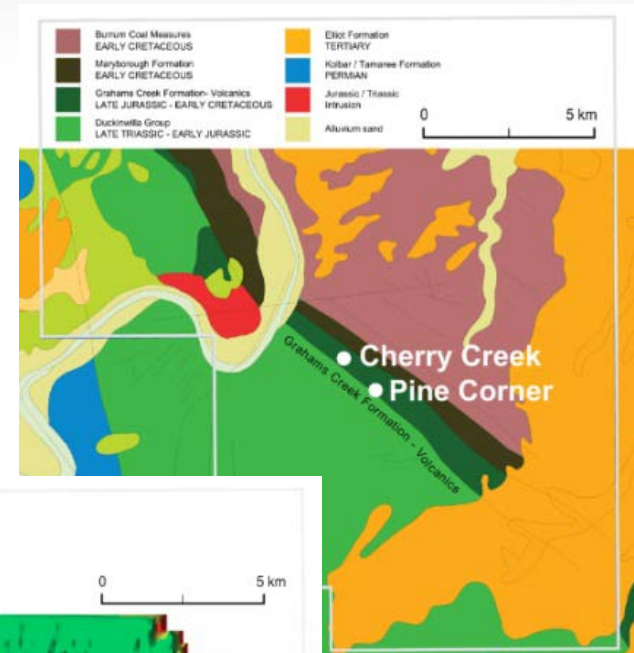 Burrum Coal Measures
EARLY CRETACEOUS
Maryborough Formation
EARLY CRETACEOUS
Grahams Creek Formation- Volcanics
LATE JURASSIC - EARLY CRETACEOUS
Duckinwilla Group
LATE TRIASSIC - EARLY JURASSIC
Elliot Formation
TERTIARY
Kolbar / Tamaree Formation
PERMIAN
Jurassic / Triassic
Intrusion
Alluvium sand
0 5 km
Cherry Creek
Pine Corner
Grahams Creek Formation - Volcanics
0 5 km